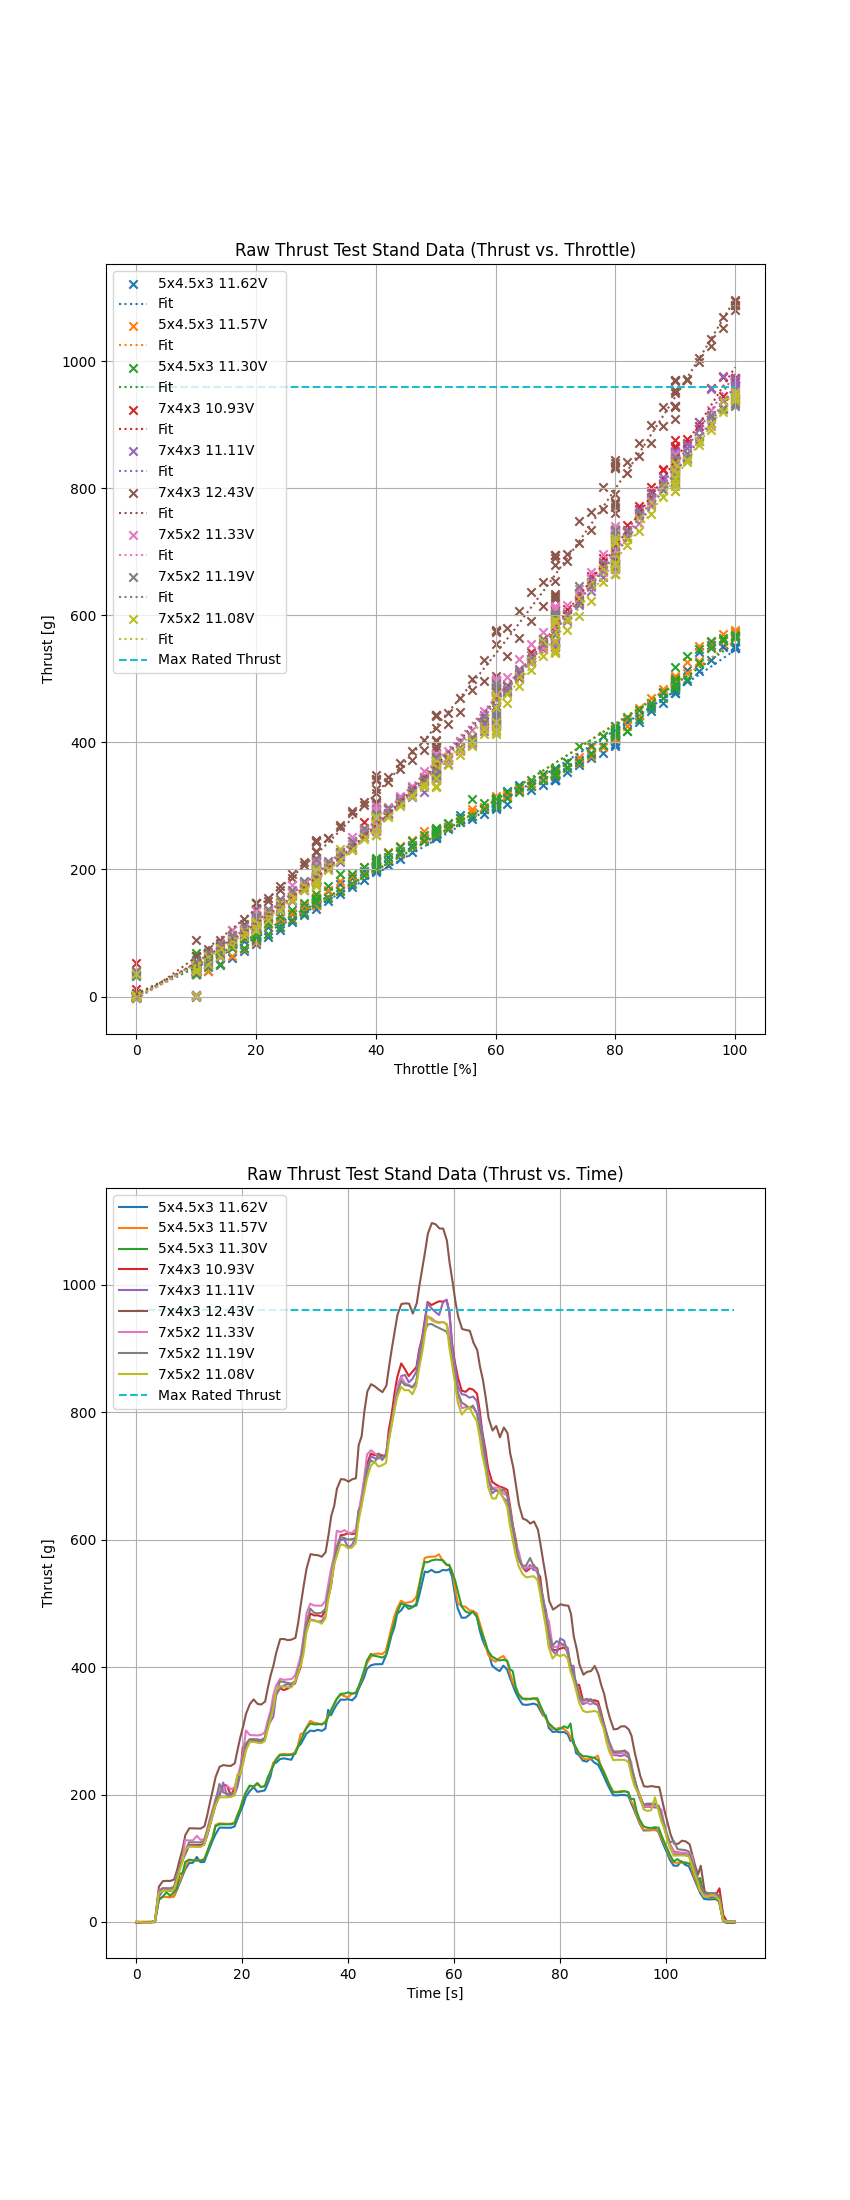 Raw Thrust Test Stand Data (Thrust vs. Throttle)
5x4.5x3 11.62V
Fit
5x4.5x3 11.57V
Fit
5x4.5x3 11.30V
Fit
7x4x3 10.93V
Fit
7x4x3 11.11V
Fit
7x4x3 12.43V
Fit
7x5x2 11.33V
Fit
7x5x2 11.19V
Fit
7x5x2 11.08V
Fit
Max Rated Thrust
Thrust [g]
1000
800
600
400
200
0
0 20 40 60 80 100
Throttle [%]
Raw Thrust Test Stand Data (Thrust vs. Time)
5x4.5x3 11.62V
5x4.5x3 11.57V
5x4.5x3 11.30V
7x4x3 10.93V
7x4x3 11.11V
7x4x3 12.43V
7x5x2 11.33V
7x5x2 11.19V
7x5x2 11.08V
Max Rated Thrust
Thrust [g]
1000
800
600
400
200
0
0 20 40 60 80 100
Time [s]